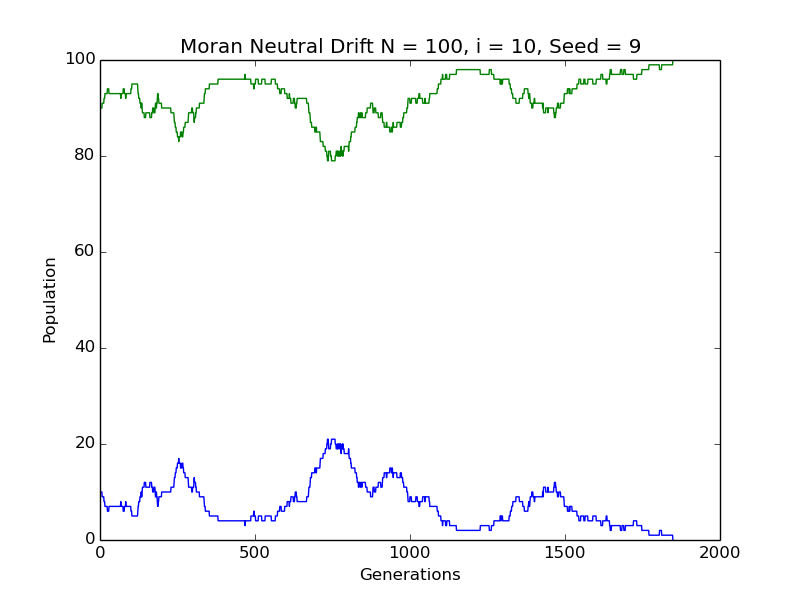 Moran Neutral Drift N = 100, i = 10, Seed = 9
100
80
60
40
20
0
Population
0 500 1000 1500 2000
Generations